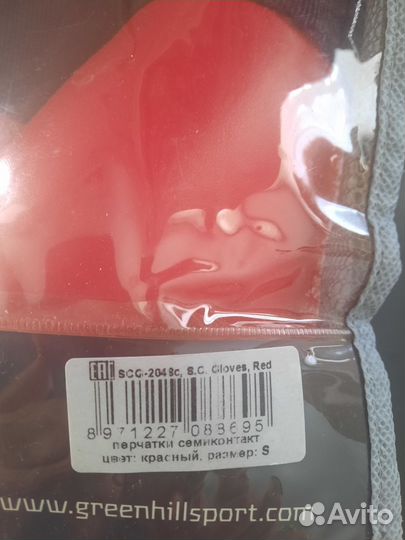 EAC SCG-2048c, S.C. Gloves, Red
8 971227 088695
перчатки семиконтакт
цвет: красный, размер: S
www.greenhillsport.com
Avito